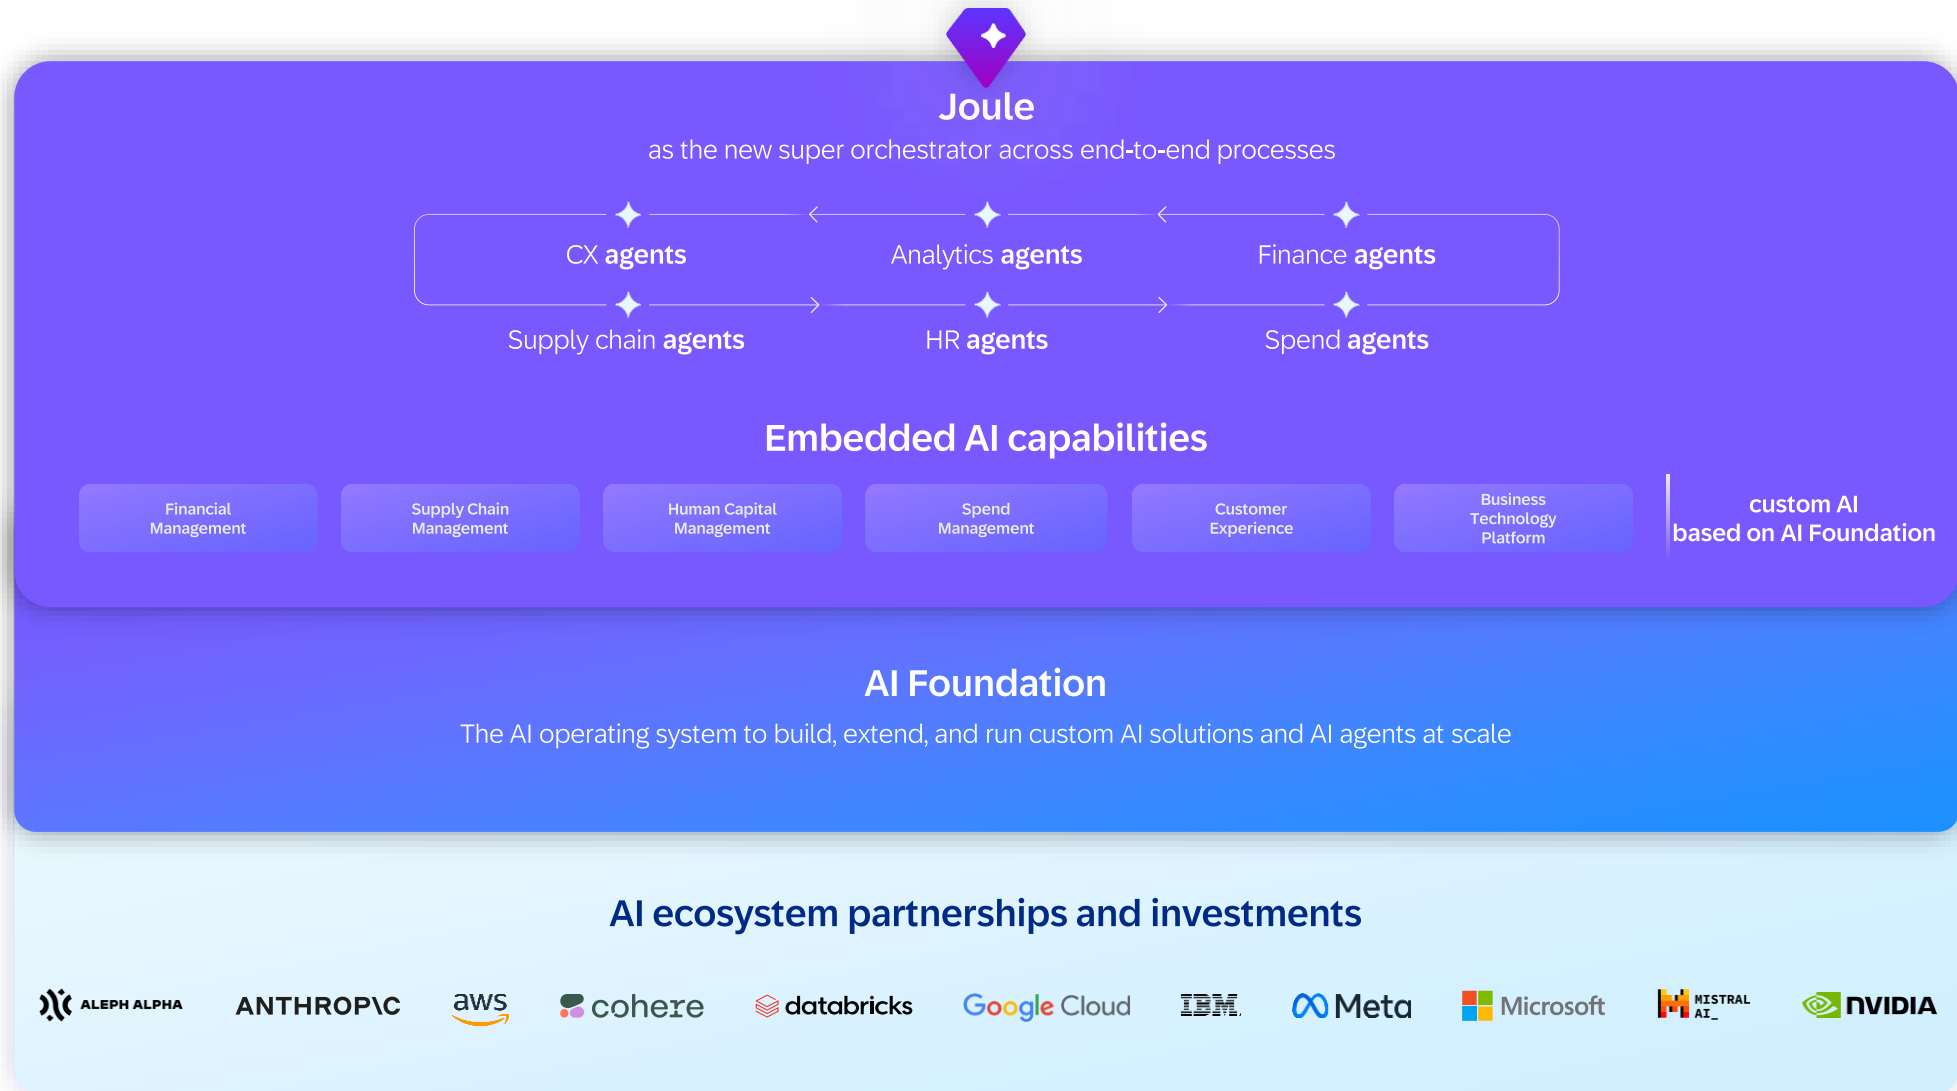 Joule
as the new super orchestrator across end-to-end processes
CX agents
Analytics agents
Finance agents
Supply chain agents
HR agents
Spend agents
Embedded AI capabilities
Financial
Management
Supply Chain
Management
Human Capital
Management
Spend
Management
Customer
Experience
Business
Technology
Platform
custom AI
based on AI Foundation
AI Foundation
The AI operating system to build, extend, and run custom AI solutions and AI agents at scale
AI ecosystem partnerships and investments
ALEPH ALPHA
ANTHROP\C
aws
cohere
databricks
Google Cloud
IBM
Meta
Microsoft
MISTRAL
AI_
NVIDIA